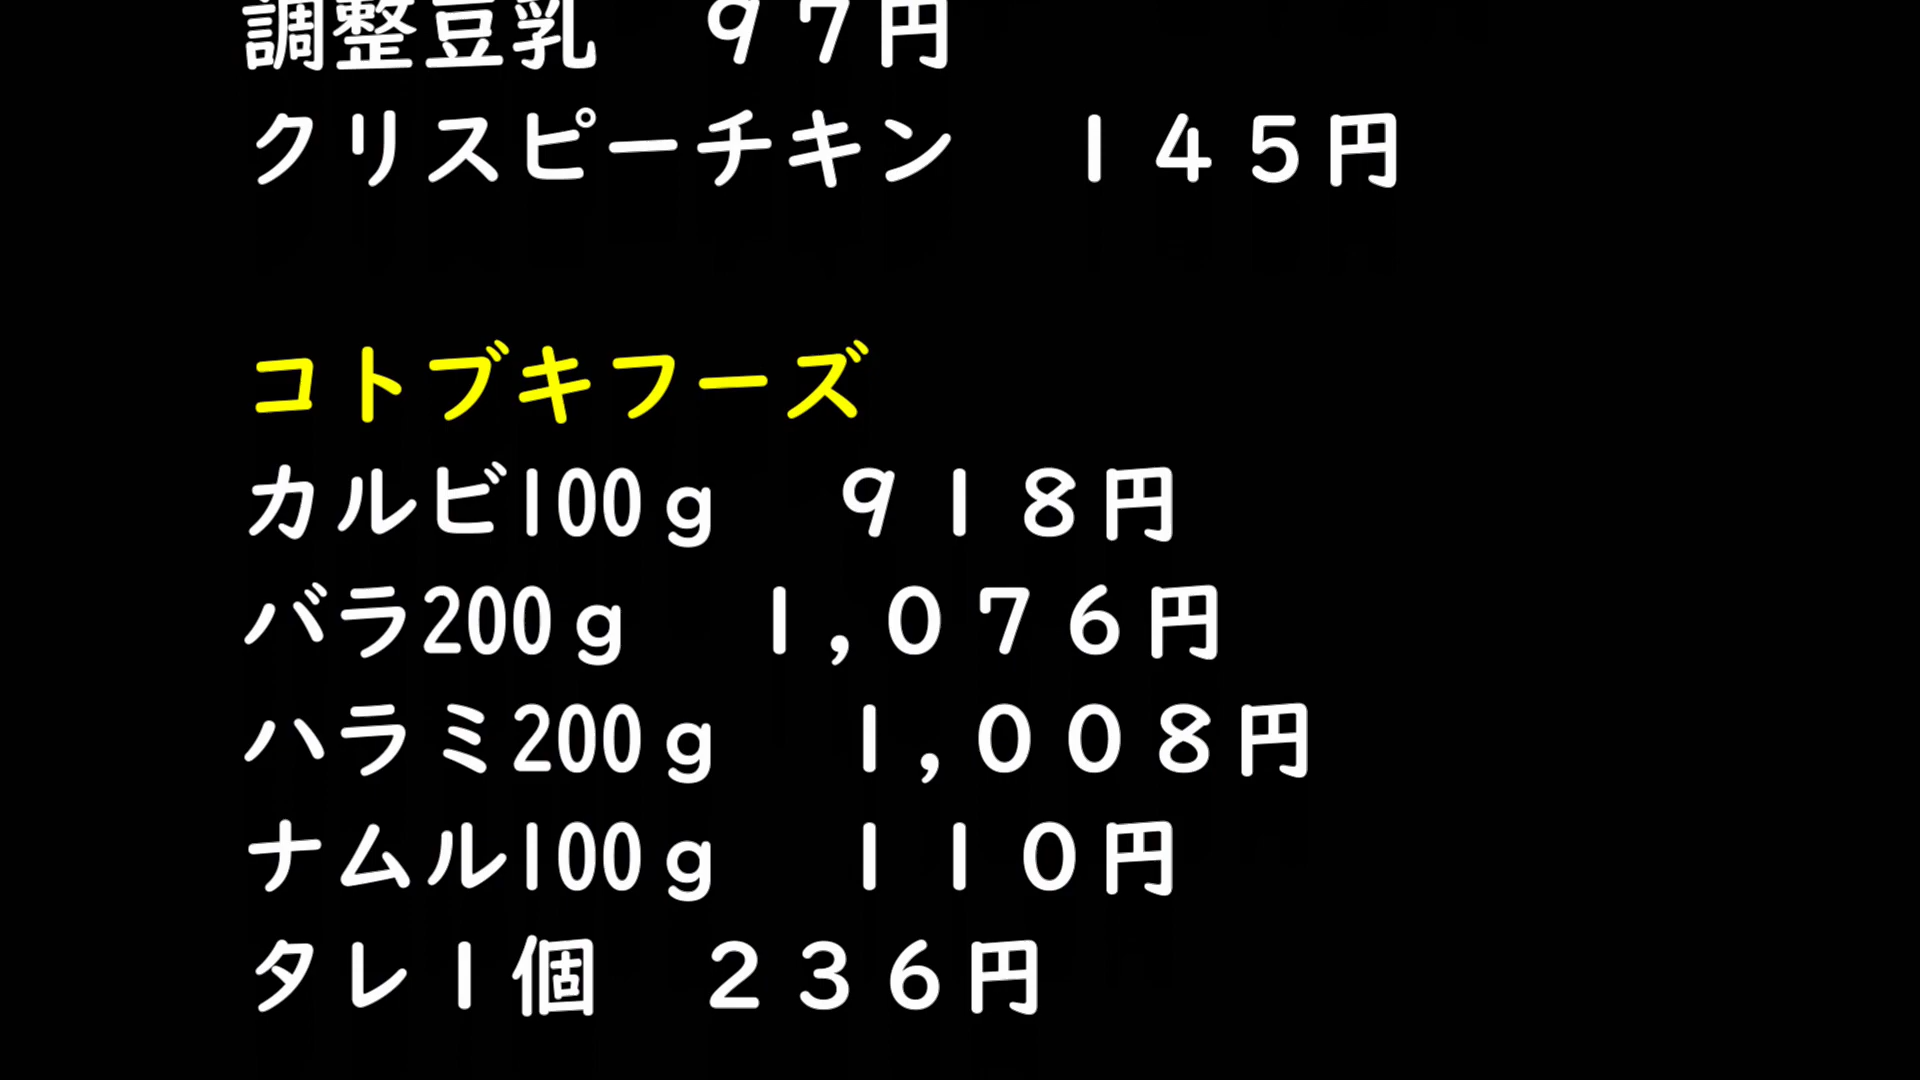 調整豆乳　９７円
クリスピーチキン　１４５円
コトブキフーズ
カルビ100ｇ　９１８円
バラ200ｇ　１,０７６円
ハラミ200ｇ　１,００８円
ナムル100ｇ　１１０円
タレ１個　２３６円